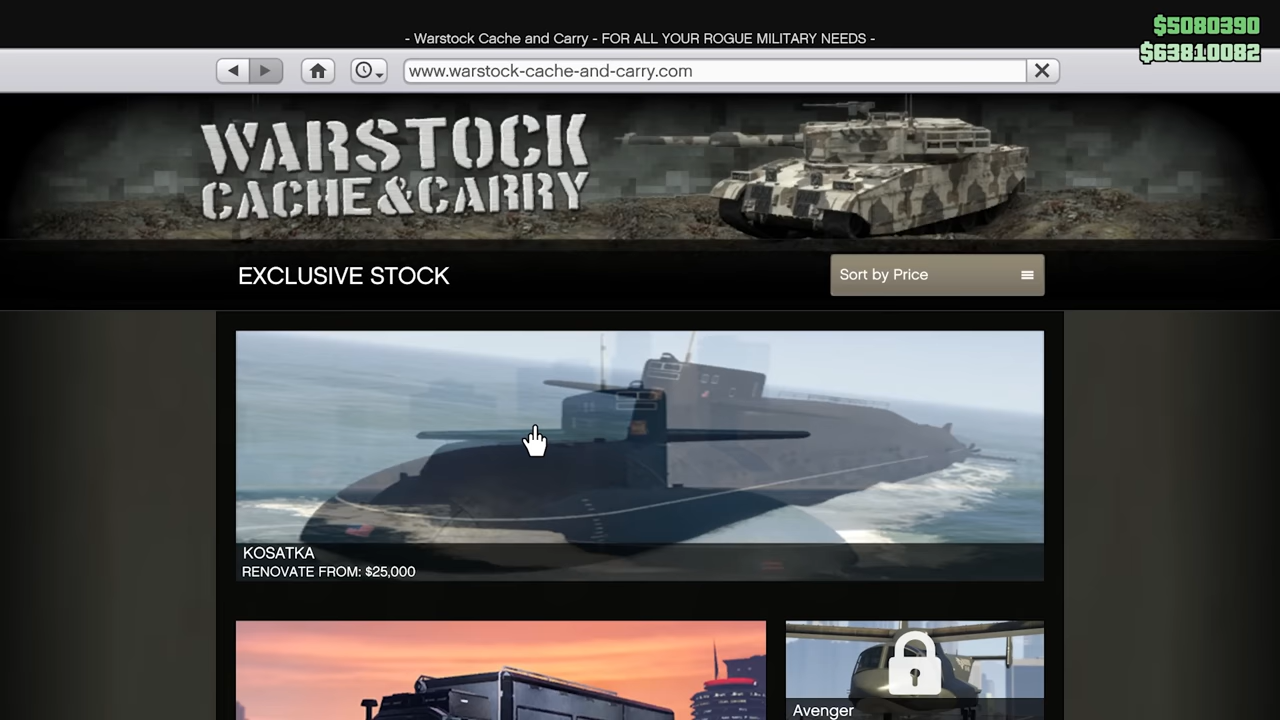 - Warstock Cache and Carry - FOR ALL YOUR ROGUE MILITARY NEEDS -
$5080390
$63810082
www.warstock-cache-and-carry.com
WARSTOCK
CACHE&CARRY
EXCLUSIVE STOCK
Sort by Price
KOSATKA
RENOVATE FROM: $25,000
Avenger